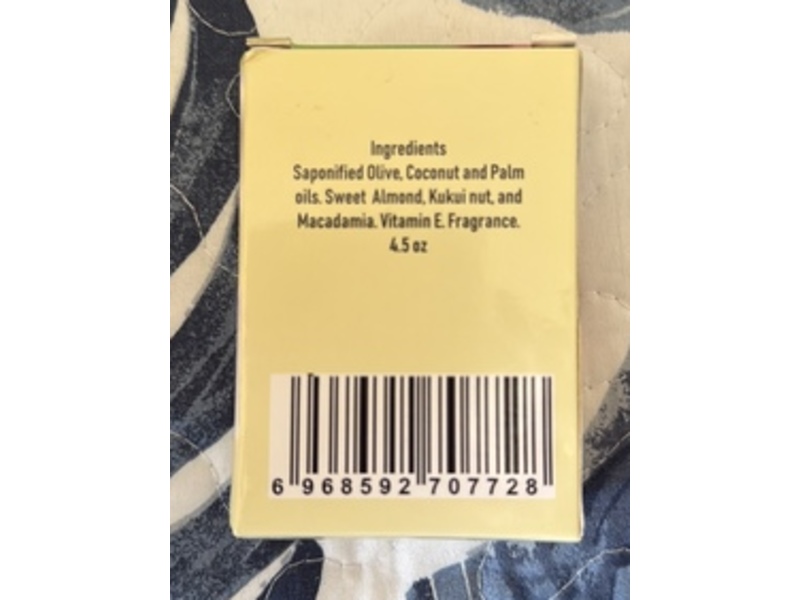 Ingredients
Saponified Olive, Coconut and Palm
oils. Sweet Almond, Kukui nut, and
Macadamia. Vitamin E. Fragrance.
4.5 oz
6 968592 707728